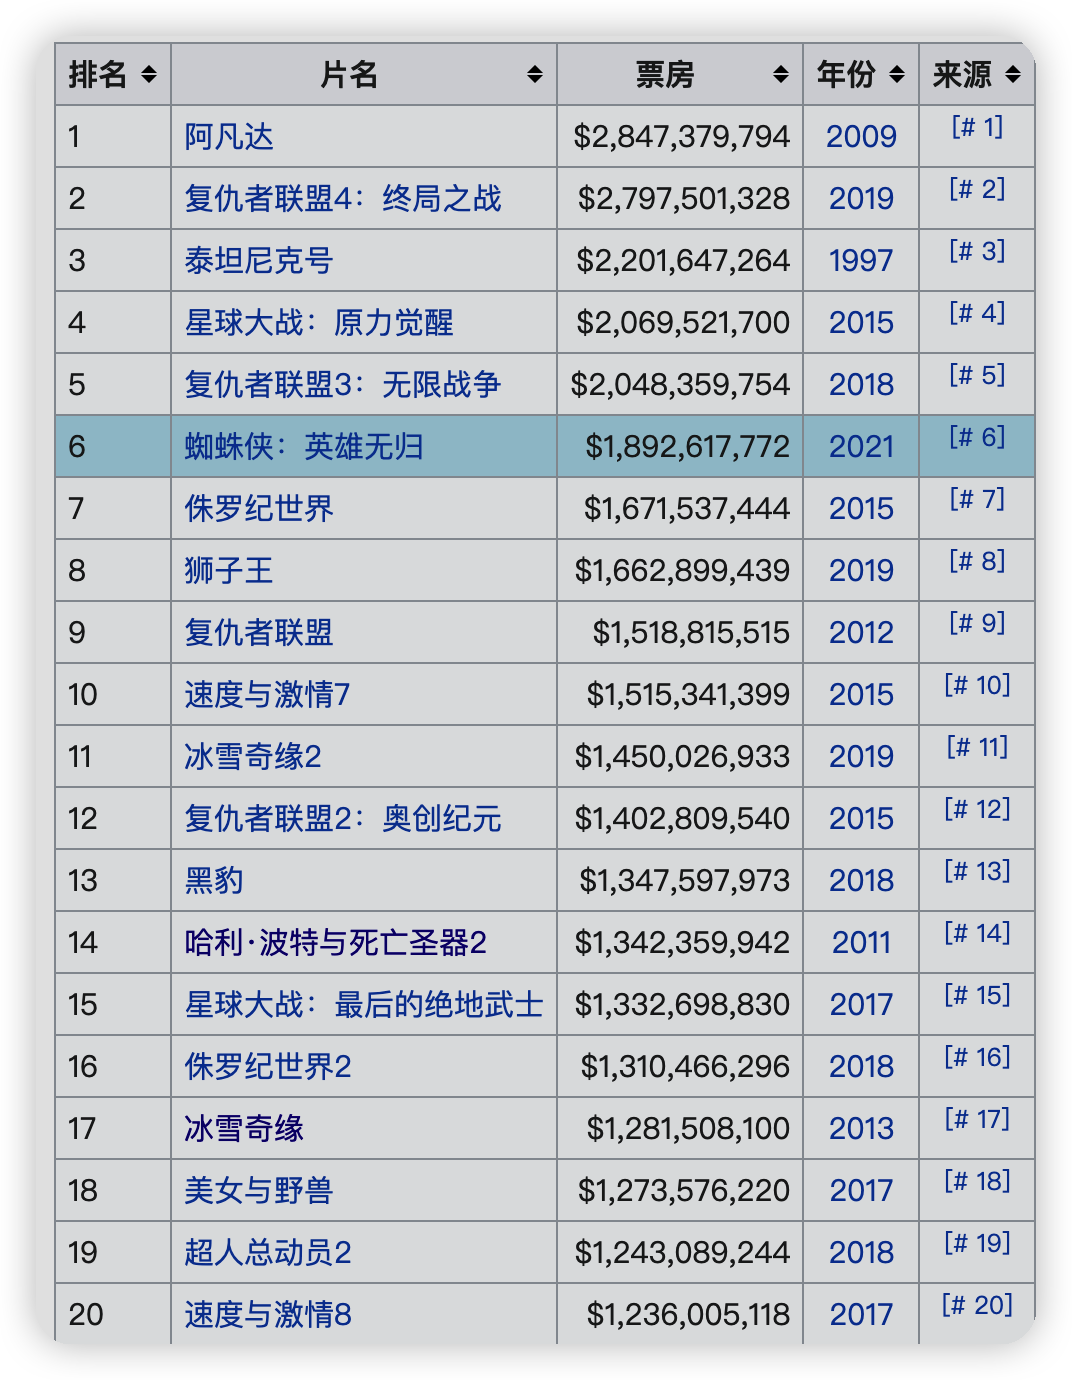 排名 片名 票房 年份 来源
1 阿凡达 $2,847,379,794 2009 [# 1]
2 复仇者联盟4：终局之战 $2,797,501,328 2019 [# 2]
3 泰坦尼克号 $2,201,647,264 1997 [# 3]
4 星球大战：原力觉醒 $2,069,521,700 2015 [# 4]
5 复仇者联盟3：无限战争 $2,048,359,754 2018 [# 5]
6 蜘蛛侠：英雄无归 $1,892,617,772 2021 [# 6]
7 侏罗纪世界 $1,671,537,444 2015 [# 7]
8 狮子王 $1,662,899,439 2019 [# 8]
9 复仇者联盟 $1,518,815,515 2012 [# 9]
10 速度与激情7 $1,515,341,399 2015 [# 10]
11 冰雪奇缘2 $1,450,026,933 2019 [# 11]
12 复仇者联盟2：奥创纪元 $1,402,809,540 2015 [# 12]
13 黑豹 $1,347,597,973 2018 [# 13]
14 哈利·波特与死亡圣器2 $1,342,359,942 2011 [# 14]
15 星球大战：最后的绝地武士 $1,332,698,830 2017 [# 15]
16 侏罗纪世界2 $1,310,466,296 2018 [# 16]
17 冰雪奇缘 $1,281,508,100 2013 [# 17]
18 美女与野兽 $1,273,576,220 2017 [# 18]
19 超人总动员2 $1,243,089,244 2018 [# 19]
20 速度与激情8 $1,236,005,118 2017 [# 20]